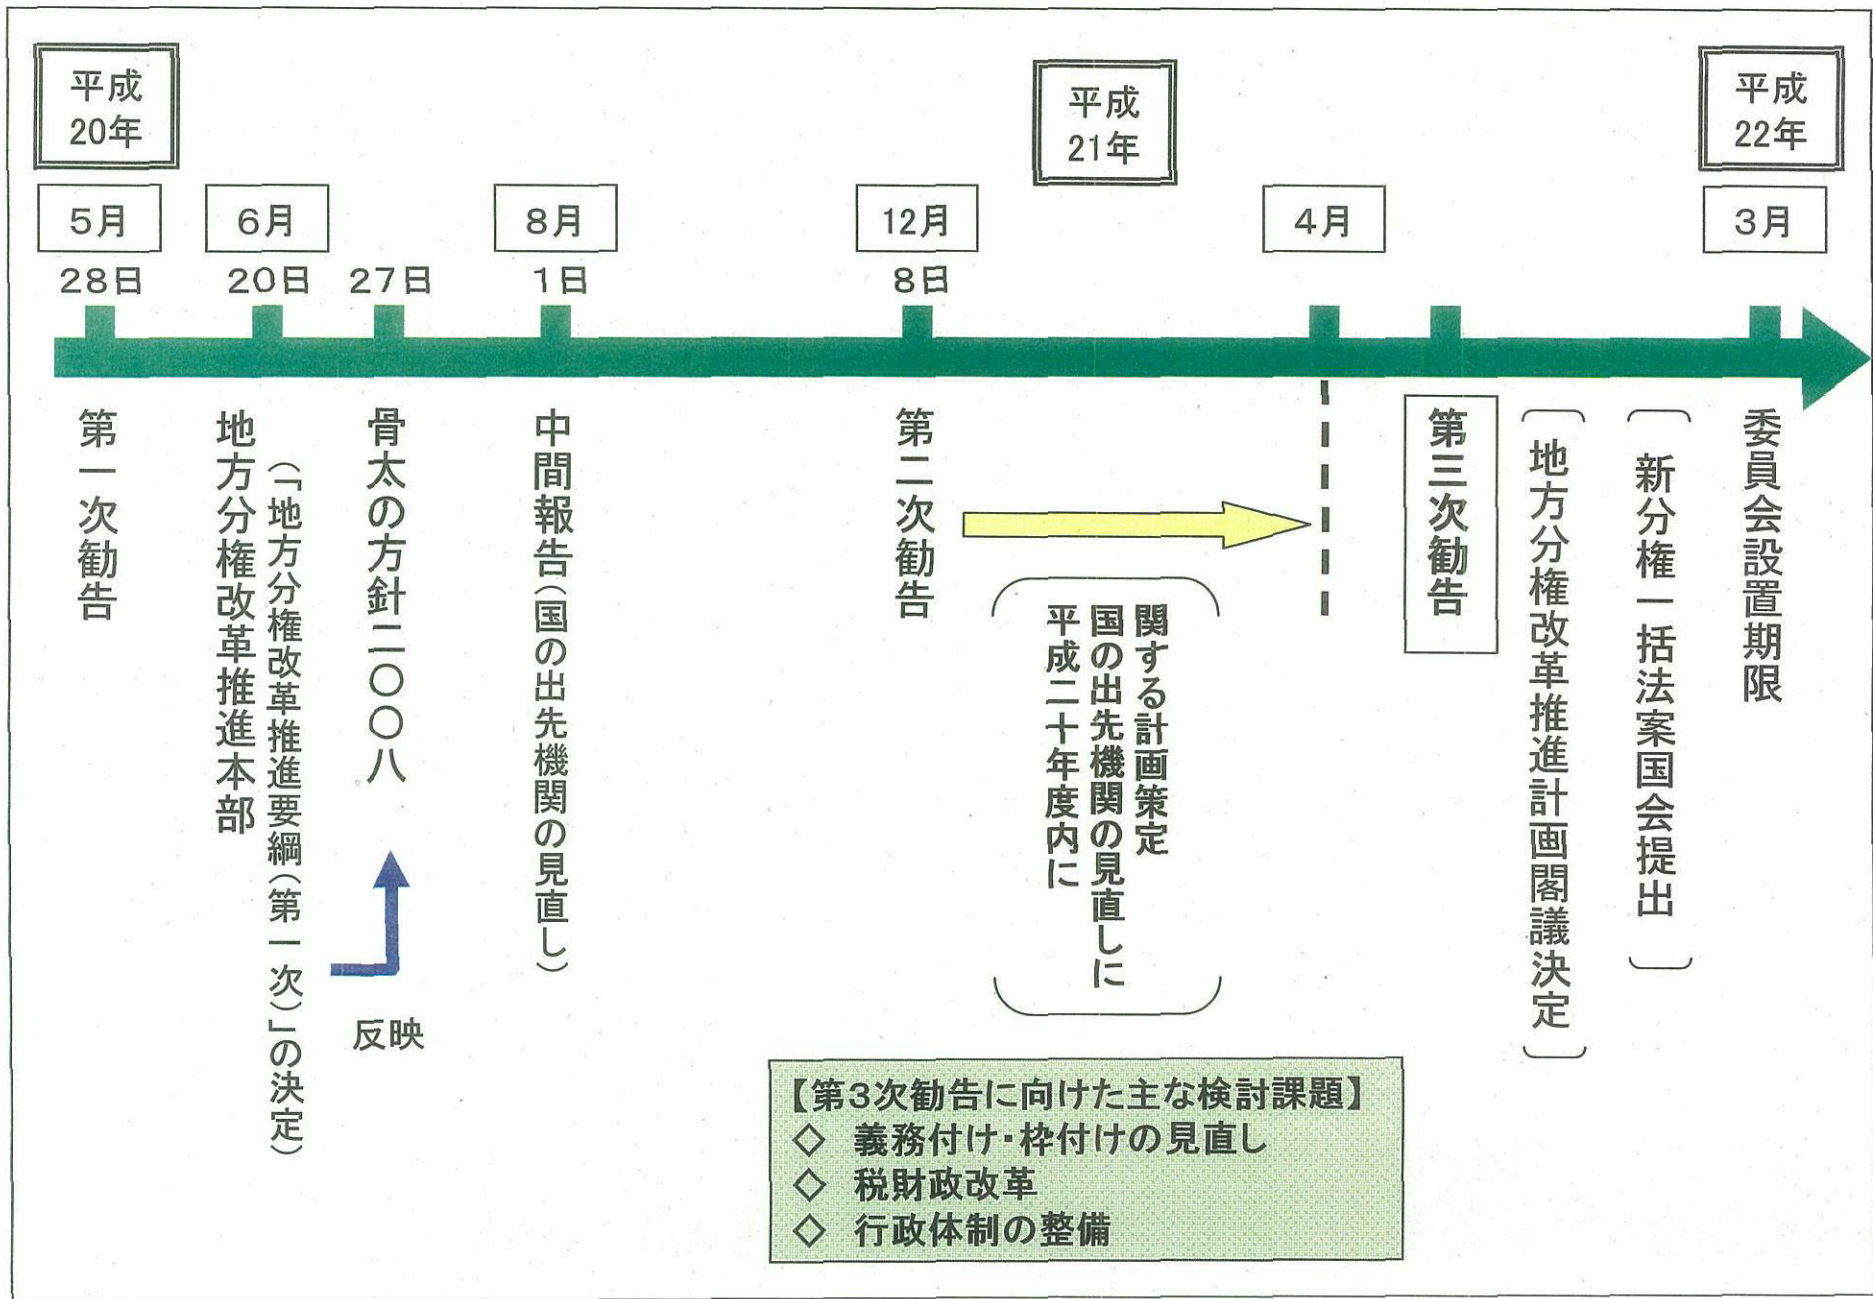 平成
20年
平成
21年
平成
22年
5月
6月
8月
12月
4月
3月
28日
20日
27日
1日
8日
第一次勧告
地方分権改革推進本部
（「地方分権改革推進要綱（第一次）」の決定）
骨太の方針二〇〇八
反映
中間報告（国の出先機関の見直し）
第二次勧告
平成二十年度内に
国の出先機関の見直しに
関する計画策定
第三次勧告
地方分権改革推進計画閣議決定
新分権一括法案国会提出
委員会設置期限
【第3次勧告に向けた主な検討課題】
◇ 義務付け・枠付けの見直し
◇ 税財政改革
◇ 行政体制の整備